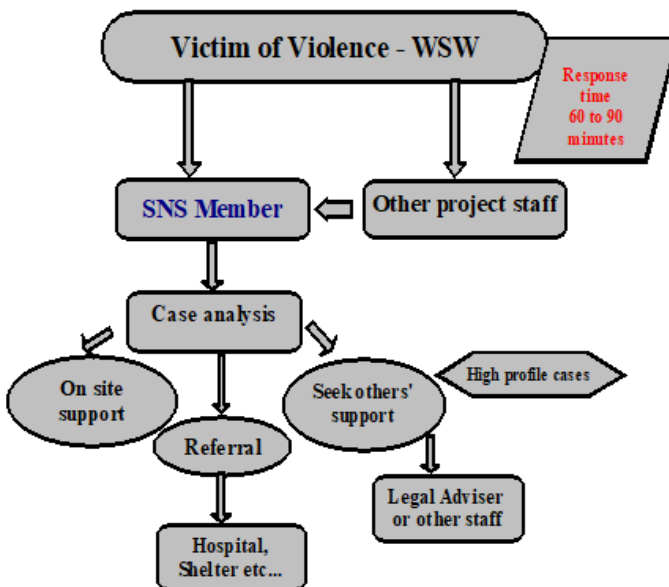 Victim of Violence - WSW
Response
time
60 to 90
minutes
SNS Member
Other project staff
Case analysis
On site
support
Referral
Seek others'
support
High profile cases
Hospital,
Shelter etc...
Legal Adviser
or other staff